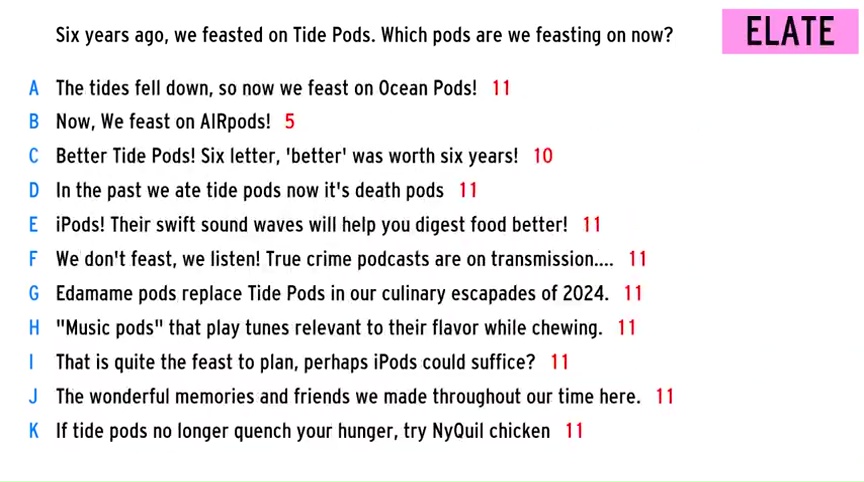 Six years ago, we feasted on Tide Pods. Which pods are we feasting on now?
ELATE
A The tides fell down, so now we feast on Ocean Pods! 11
B Now, We feast on AIRpods! 5
C Better Tide Pods! Six letter, 'better' was worth six years! 10
D In the past we ate tide pods now it's death pods 11
E iPods! Their swift sound waves will help you digest food better! 11
F We don't feast, we listen! True crime podcasts are on transmission.... 11
G Edamame pods replace Tide Pods in our culinary escapades of 2024. 11
H "Music pods" that play tunes relevant to their flavor while chewing. 11
I That is quite the feast to plan, perhaps iPods could suffice? 11
J The wonderful memories and friends we made throughout our time here. 11
K If tide pods no longer quench your hunger, try NyQuil chicken 11